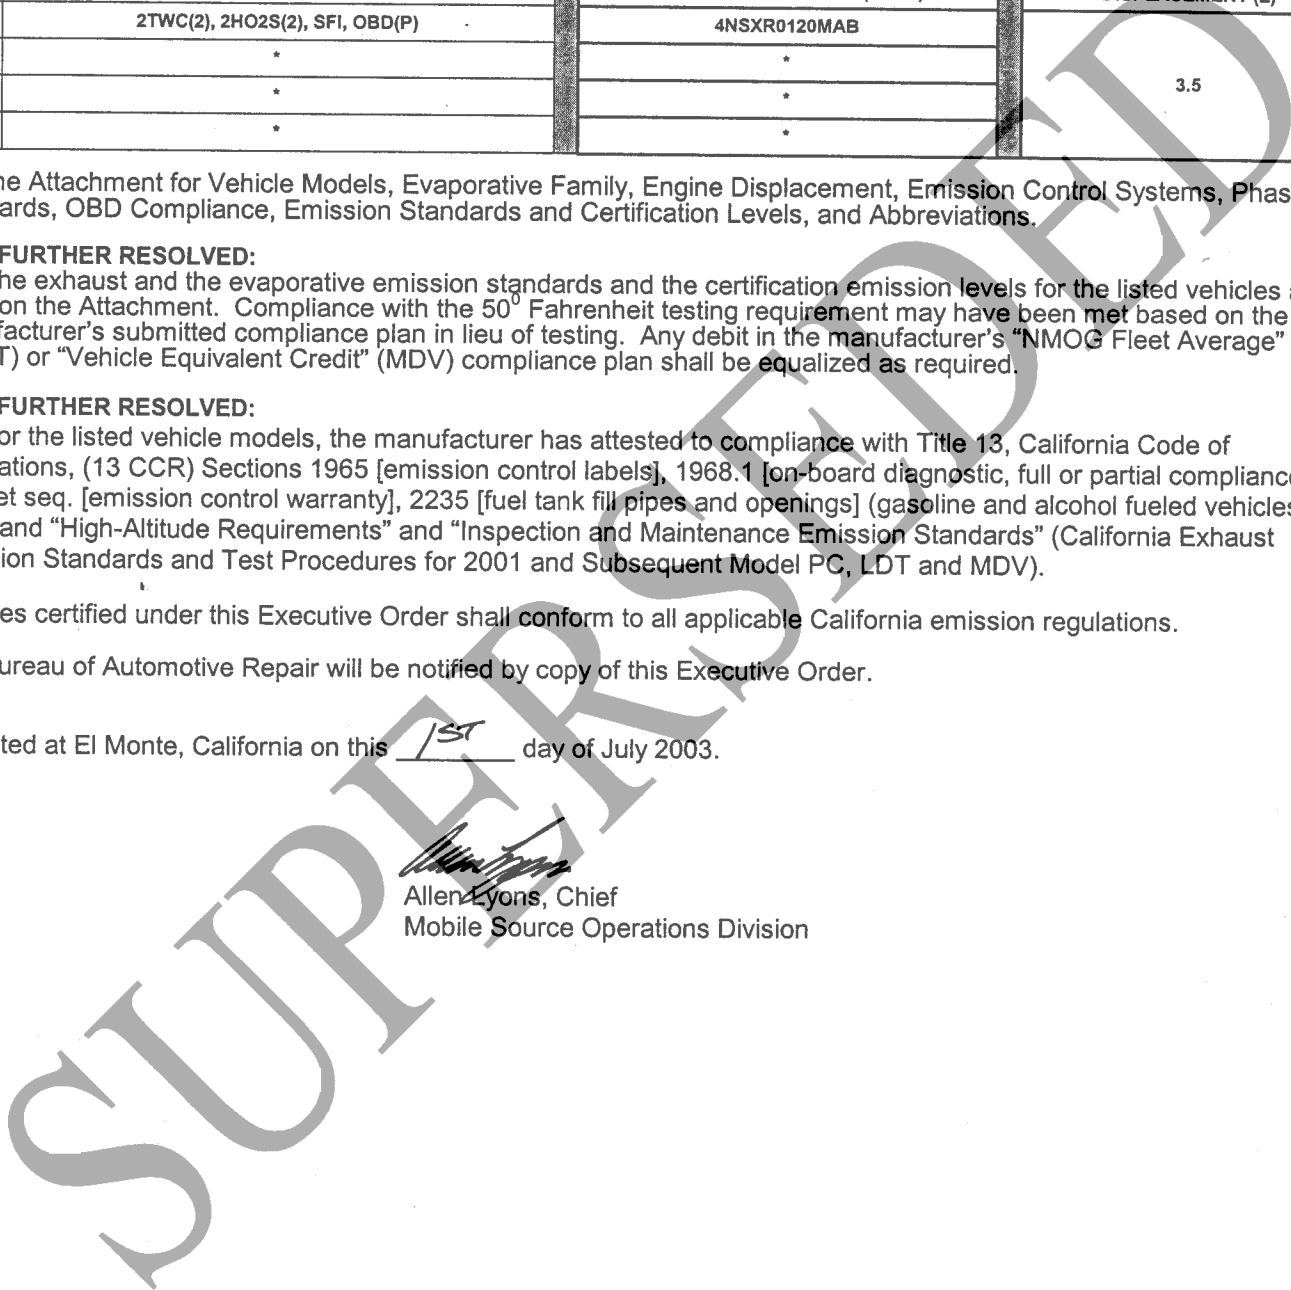 2TWC(2), 2HO2S(2), SFI, OBD(P) 4NSXR0120MAB
* *
* * 3.5
* *
he Attachment for Vehicle Models, Evaporative Family, Engine Displacement, Emission Control Systems, Phas
ards, OBD Compliance, Emission Standards and Certification Levels, and Abbreviations.
FURTHER RESOLVED:
he exhaust and the evaporative emission standards and the certification emission levels for the listed vehicles a
on the Attachment. Compliance with the 50⁰ Fahrenheit testing requirement may have been met based on the
facturer's submitted compliance plan in lieu of testing. Any debit in the manufacturer's “NMOG Fleet Average”
T) or “Vehicle Equivalent Credit” (MDV) compliance plan shall be equalized as required.
FURTHER RESOLVED:
or the listed vehicle models, the manufacturer has attested to compliance with Title 13, California Code of
ations, (13 CCR) Sections 1965 [emission control labels], 1968.1 [on-board diagnostic, full or partial compliance
et seq. [emission control warranty], 2235 [fuel tank fill pipes and openings] (gasoline and alcohol fueled vehicles
and “High-Altitude Requirements” and “Inspection and Maintenance Emission Standards” (California Exhaust
ion Standards and Test Procedures for 2001 and Subsequent Model PC, LDT and MDV).
es certified under this Executive Order shall conform to all applicable California emission regulations.
ureau of Automotive Repair will be notified by copy of this Executive Order.
ted at El Monte, California on this 1ST day of July 2003.
Allen Lyons, Chief
Mobile Source Operations Division
SUPERSEDED